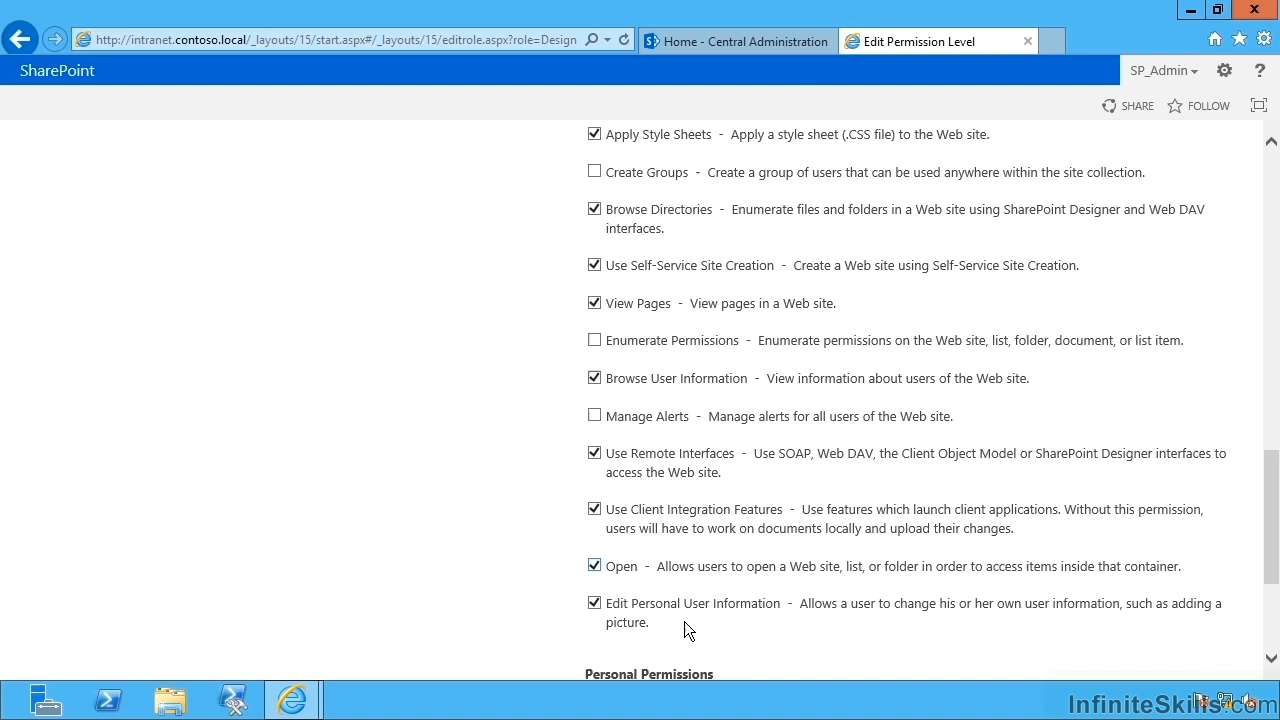 http://intranet.contoso.local/_layouts/15/start.aspx#/_layouts/15/editrole.aspx?role=Design
Home - Central Administration
Edit Permission Level
SharePoint
SP_Admin
SHARE
FOLLOW
Apply Style Sheets - Apply a style sheet (.CSS file) to the Web site.
Create Groups - Create a group of users that can be used anywhere within the site collection.
Browse Directories - Enumerate files and folders in a Web site using SharePoint Designer and Web DAV
interfaces.
Use Self-Service Site Creation - Create a Web site using Self-Service Site Creation.
View Pages - View pages in a Web site.
Enumerate Permissions - Enumerate permissions on the Web site, list, folder, document, or list item.
Browse User Information - View information about users of the Web site.
Manage Alerts - Manage alerts for all users of the Web site.
Use Remote Interfaces - Use SOAP, Web DAV, the Client Object Model or SharePoint Designer interfaces to
access the Web site.
Use Client Integration Features - Use features which launch client applications. Without this permission,
users will have to work on documents locally and upload their changes.
Open - Allows users to open a Web site, list, or folder in order to access items inside that container.
Edit Personal User Information - Allows a user to change his or her own user information, such as adding a
picture.
Personal Permissions
InfiniteSkills.com